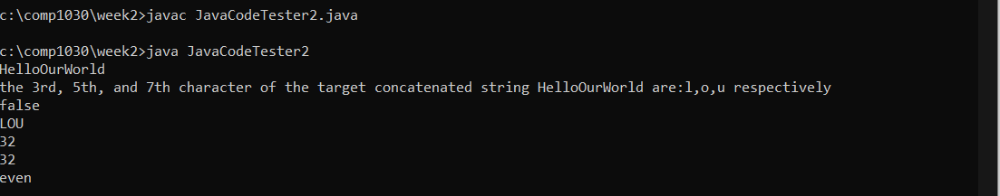 c:\comp1030\week2>javac JavaCodeTester2.java
c:\comp1030\week2>java JavaCodeTester2
HelloOurWorld
the 3rd, 5th, and 7th character of the target concatenated string HelloOurWorld are:l,o,u respectively
false
LOU
32
32
even